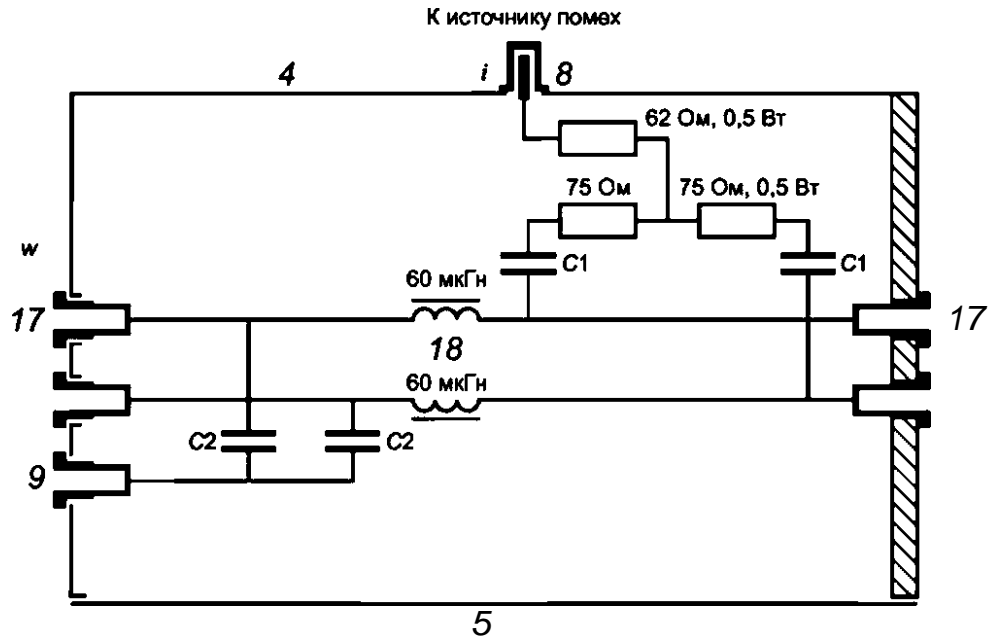 К источнику помех
4
i
8
62 Ом, 0,5 Вт
75 Ом
75 Ом, 0,5 Вт
w
C1
C1
60 мкГн
17
17
18
60 мкГн
C2
C2
9
5